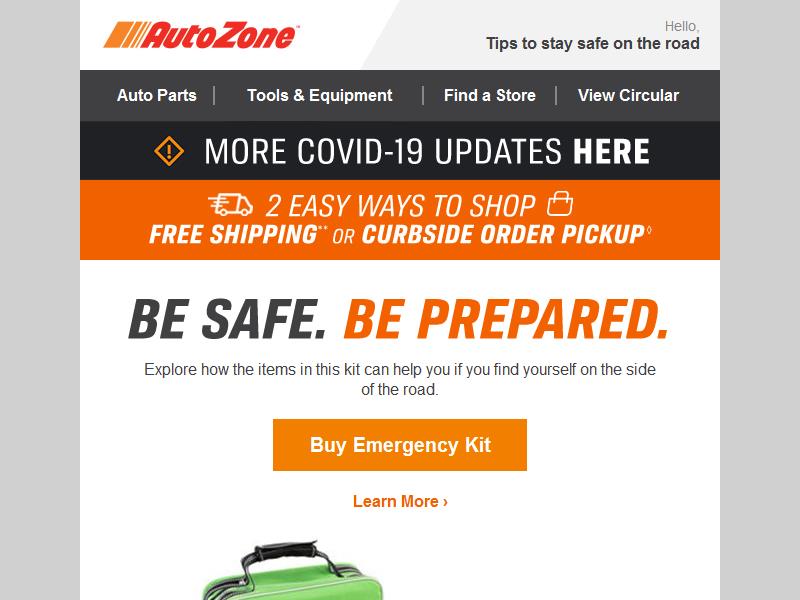 AutoZone™
Hello,
Tips to stay safe on the road
Auto Parts | Tools & Equipment | Find a Store | View Circular
MORE COVID-19 UPDATES HERE
2 EASY WAYS TO SHOP
FREE SHIPPING** OR CURBSIDE ORDER PICKUP◊
BE SAFE. BE PREPARED.
Explore how the items in this kit can help you if you find yourself on the side
of the road.
Buy Emergency Kit
Learn More ›